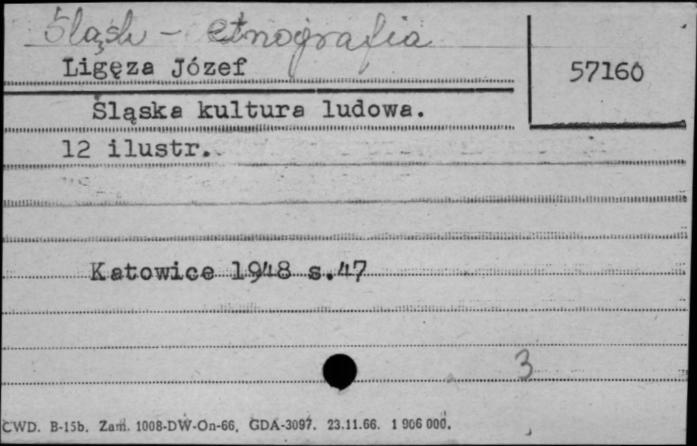 Śląsk - etnografia
Ligęza Józef
57160
Śląska kultura ludowa.
12 ilustr.
Katowice 1948 s.47
3
CWD. B-15b. Zam. 1008-DW-On-66. GDA-3097. 23.11.66. 1 906 000.